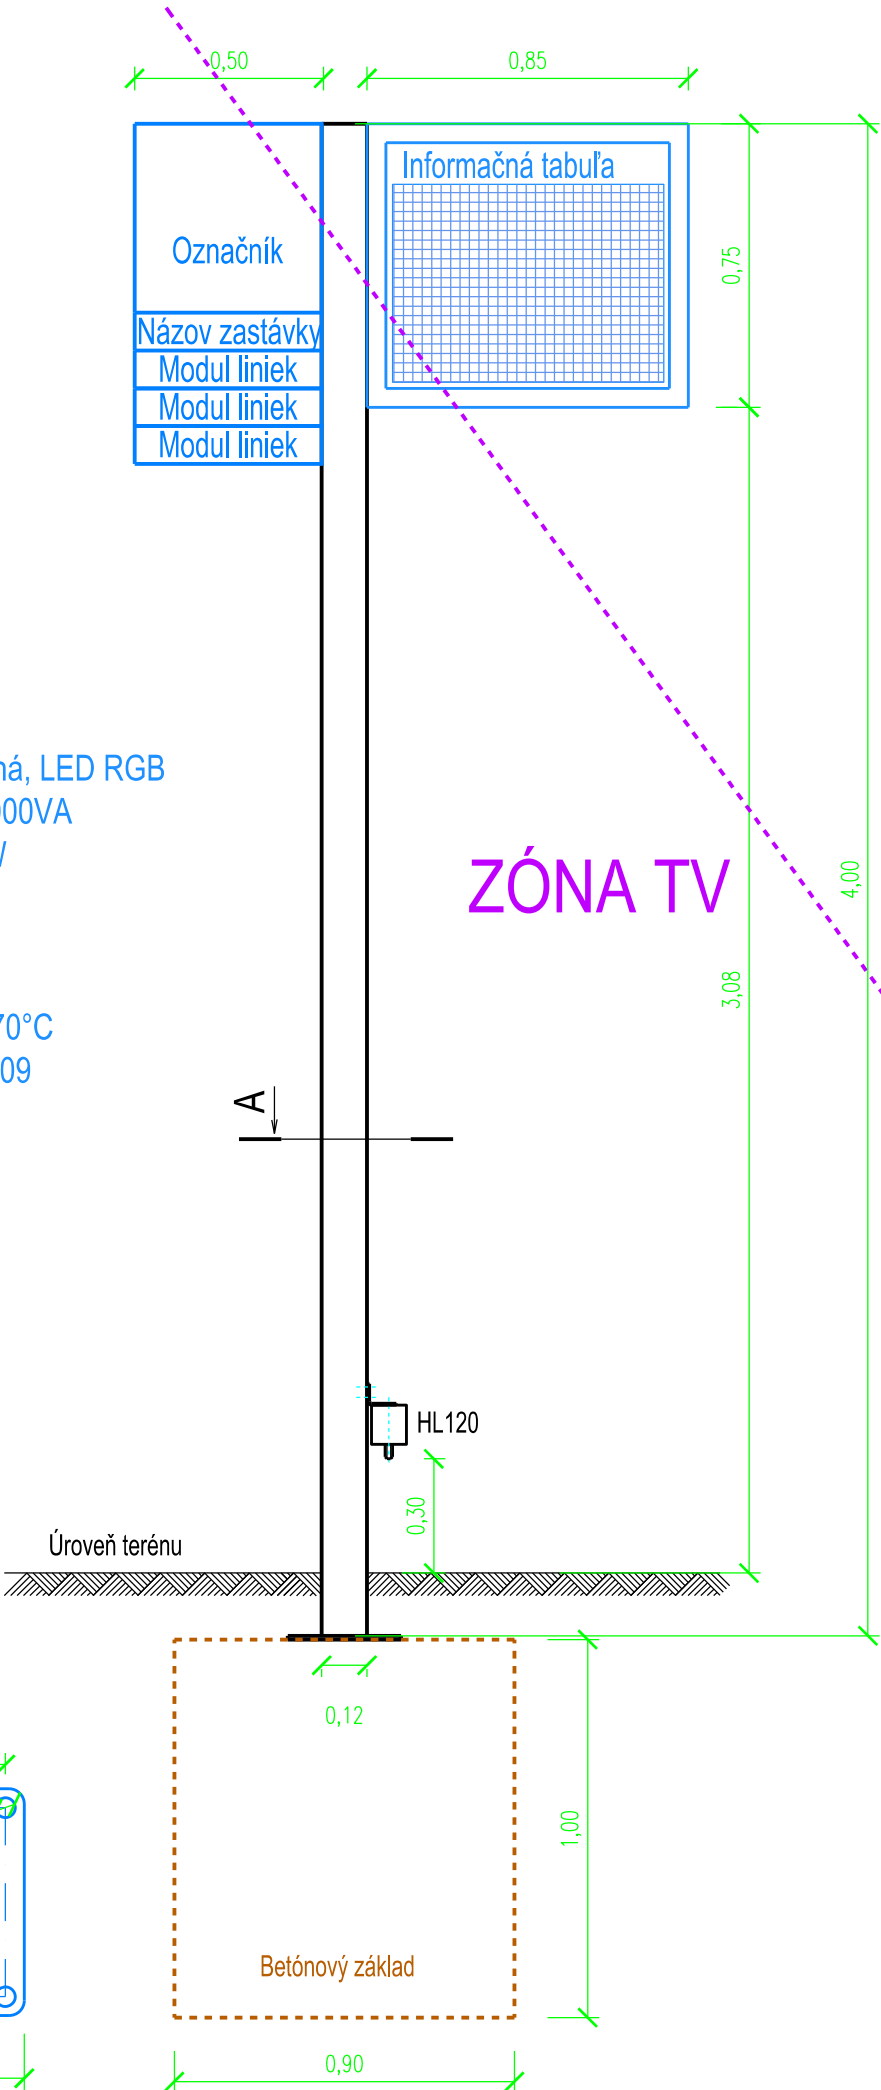 0,50
0,85
Informačná tabuľa
Označník
0,75
Názov zastávky
Modul liniek
Modul liniek
Modul liniek
ná, LED RGB
000VA
ZÓNA TV
4,00
3,08
70°C
09
A
HL120
0,30
Úroveň terénu
0,12
1,00
Betónový základ
0,90